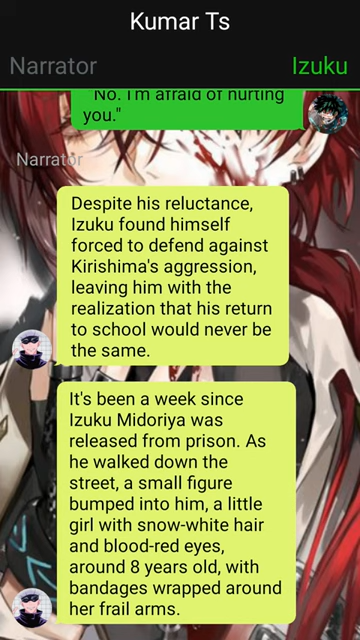 Kumar Ts
Narrator
Izuku
"No. I'm afraid of hurting
you."
Narrator
Despite his reluctance,
Izuku found himself
forced to defend against
Kirishima's aggression,
leaving him with the
realization that his return
to school would never be
the same.
It's been a week since
Izuku Midoriya was
released from prison. As
he walked down the
street, a small figure
bumped into him, a little
girl with snow-white hair
and blood-red eyes,
around 8 years old, with
bandages wrapped around
her frail arms.